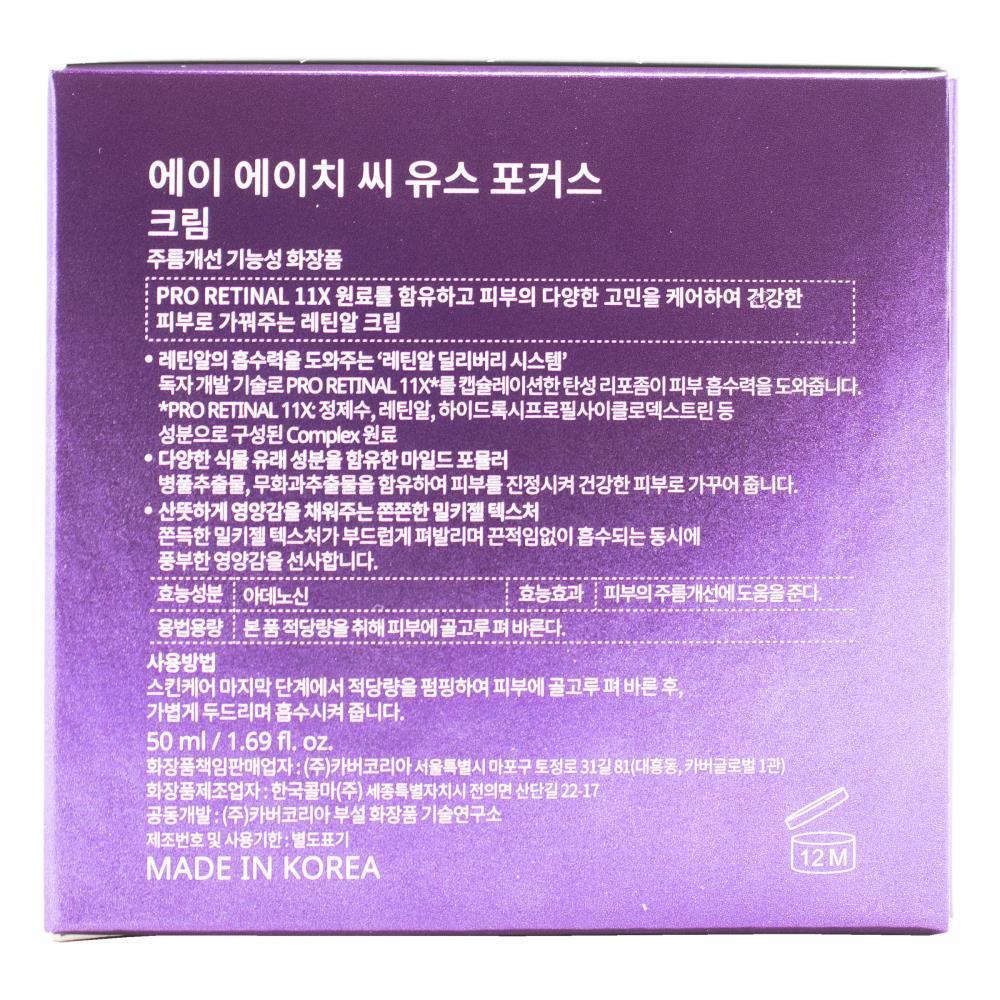 에이 에이치 씨 유스 포커스
크림
주름개선 기능성 화장품
PRO RETINAL 11X 원료를 함유하고 피부의 다양한 고민을 케어하여 건강한
피부로 가꿔주는 레틴알 크림
• 레틴알의 흡수력을 도와주는 ‘레틴알 딜리버리 시스템’
독자 개발 기술로 PRO RETINAL 11X*를 캡슐레이션한 탄성 리포좀이 피부 흡수력을 도와줍니다.
*PRO RETINAL 11X: 정제수, 레틴알, 하이드록시프로필사이클로덱스트린 등
성분으로 구성된 Complex 원료
• 다양한 식물 유래 성분을 함유한 마일드 포뮬러
병풀추출물, 무화과추출물을 함유하여 피부를 진정시켜 건강한 피부로 가꾸어 줍니다.
• 산뜻하게 영양감을 채워주는 쫀쫀한 밀키젤 텍스처
쫀득한 밀키젤 텍스처가 부드럽게 펴발리며 끈적임없이 흡수되는 동시에
풍부한 영양감을 선사합니다.
효능성분 아데노신 효능효과 피부의 주름개선에 도움을 준다.
용법용량 본 품 적당량을 취해 피부에 골고루 펴 바른다.
사용방법
스킨케어 마지막 단계에서 적당량을 펌핑하여 피부에 골고루 펴 바른 후,
가볍게 두드리며 흡수시켜 줍니다.
50 ml / 1.69 fl. oz.
화장품책임판매업자 : (주)카버코리아 서울특별시 마포구 토정로 31길 81(대흥동, 카버글로벌 1관)
화장품제조업자 : 한국콜마(주) 세종특별자치시 전의면 산단길 22-17
공동개발 : (주)카버코리아 부설 화장품 기술연구소
제조번호 및 사용기한 : 별도표기
MADE IN KOREA
12 M